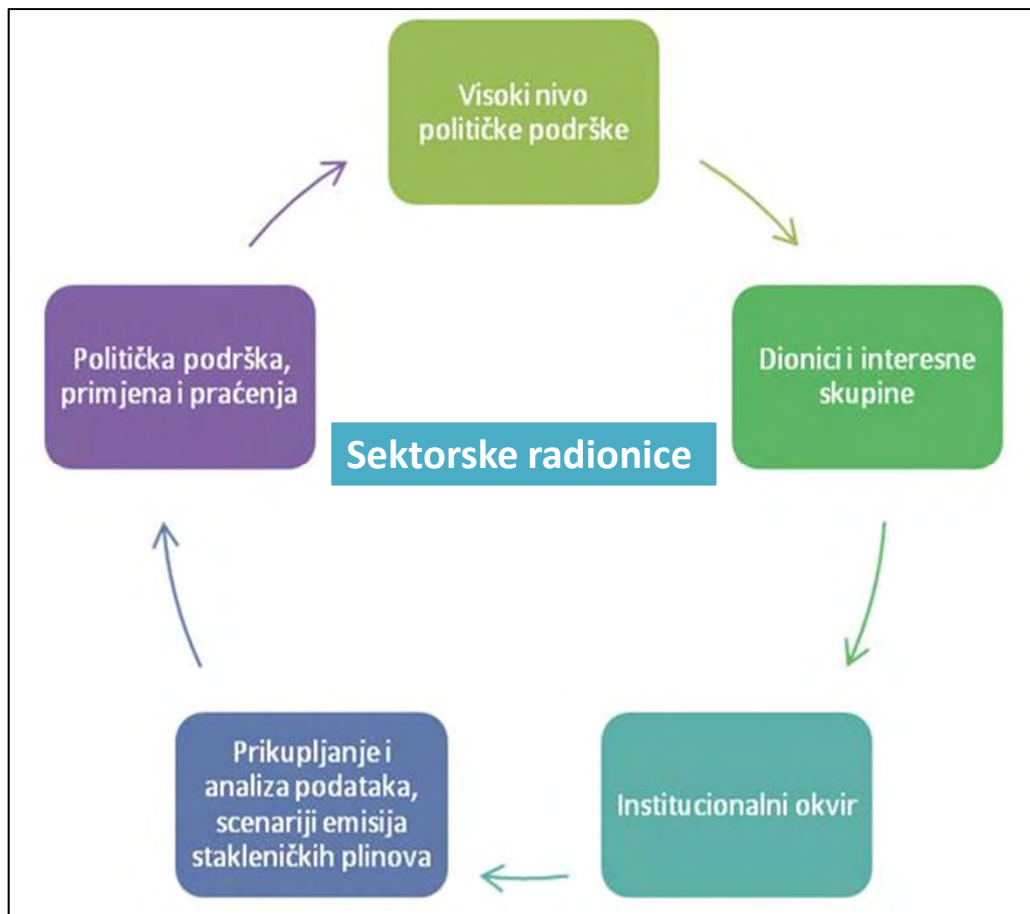 Visoki nivo
političke podrške
Dionici i interesne
skupine
Institucionalni okvir
Prikupljanje i
analiza podataka,
scenariji emisija
stakleničkih plinova
Politička podrška,
primjena i praćenja
Sektorske radionice